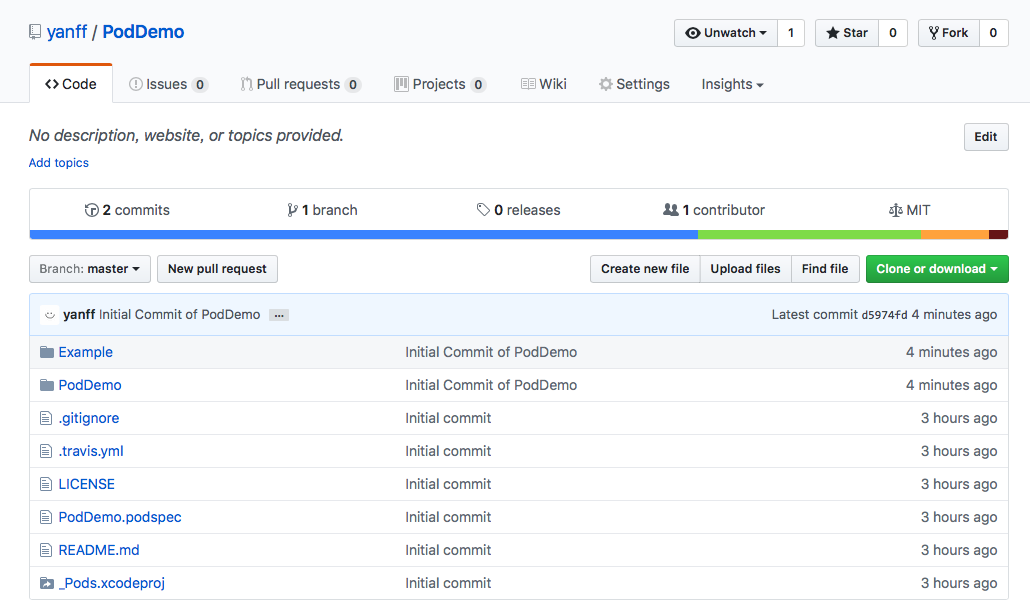 yanff / PodDemo
Unwatch 1 Star 0 Fork 0
Code Issues 0 Pull requests 0 Projects 0 Wiki Settings Insights
No description, website, or topics provided. Edit
Add topics
2 commits 1 branch 0 releases 1 contributor MIT
Branch: master New pull request Create new file Upload files Find file Clone or download
yanff Initial Commit of PodDemo ... Latest commit d5974fd 4 minutes ago
Example Initial Commit of PodDemo 4 minutes ago
PodDemo Initial Commit of PodDemo 4 minutes ago
.gitignore Initial commit 3 hours ago
.travis.yml Initial commit 3 hours ago
LICENSE Initial commit 3 hours ago
PodDemo.podspec Initial commit 3 hours ago
README.md Initial commit 3 hours ago
_Pods.xcodeproj Initial commit 3 hours ago